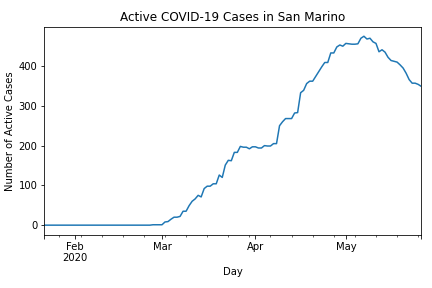 Active COVID-19 Cases in San Marino
Number of Active Cases
400
300
200
100
0
Feb Mar Apr May
2020
Day